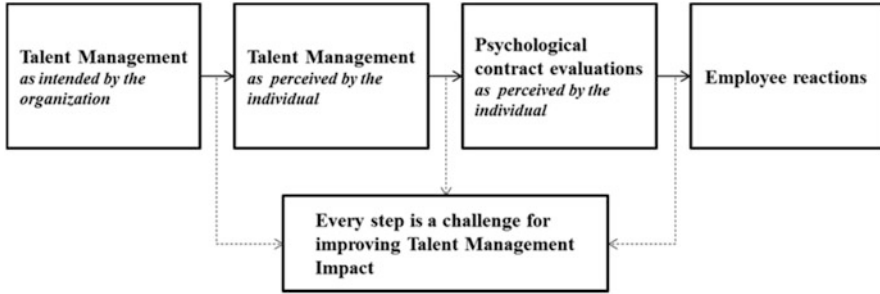 Talent Management
as intended by the
organization
Talent Management
as perceived by the
individual
Psychological
contract evaluations
as perceived by the
individual
Employee reactions
Every step is a challenge for
improving Talent Management
Impact